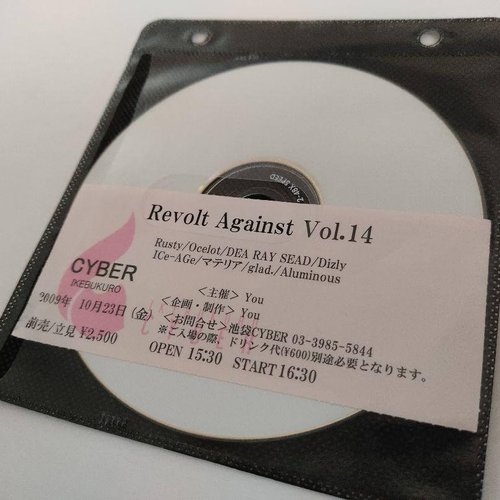 2-48X SPEED
Revolt Against Vol.14
Rusty/Ocelot/DEA RAY SEAD/Dizly
ICe-AGe/マテリア/glad./Aluminous
CYBER
IKEBUKURO
<主催> You
<企画・制作> You
2009年 10月23日(金)
<お問合せ>池袋CYBER 03-3985-5844
※ご入場の際、ドリンク代(¥600)別途必要となります。
前売/立見 ¥2,500
OPEN 15:30 START 16:30